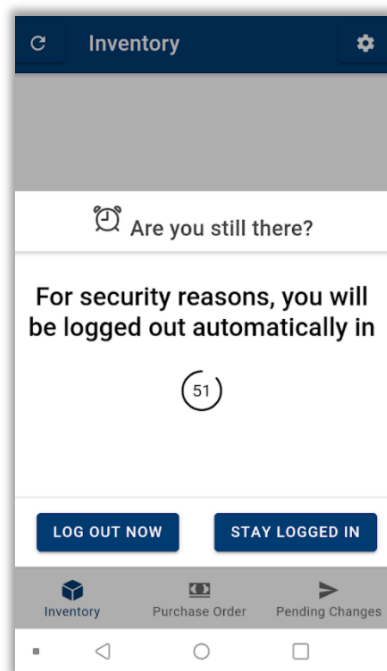 Inventory
Are you still there?
For security reasons, you will
be logged out automatically in
51
LOG OUT NOW STAY LOGGED IN
Inventory Purchase Order Pending Changes